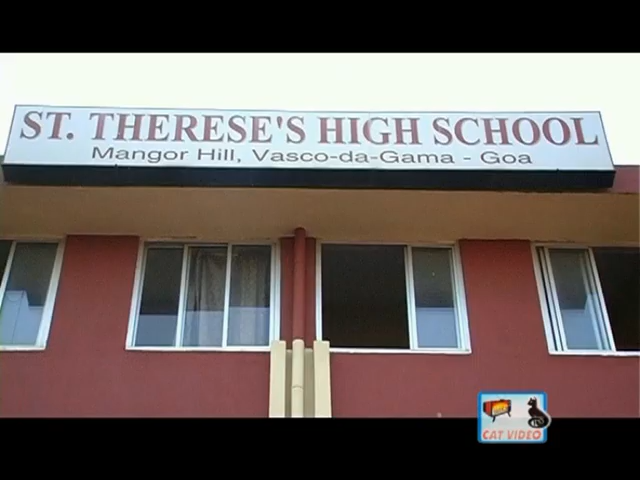 ST. THERESE'S HIGH SCHOOL
Mangor Hill, Vasco-da-Gama - Goa
CAT VIDEO